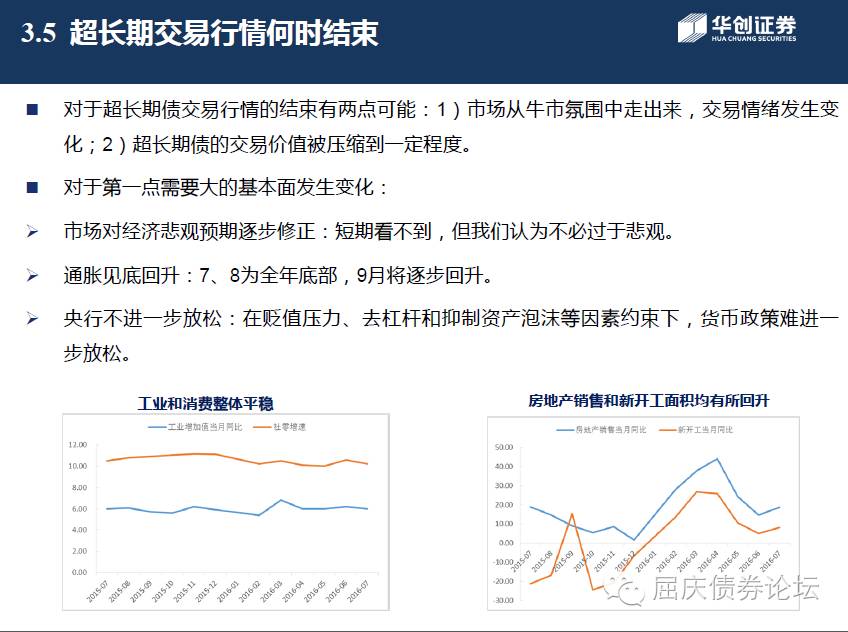 3.5 超长期交易行情何时结束
华创证券
HUA CHUANG SECURITIES
■ 对于超长期债交易行情的结束有两点可能：1）市场从牛市氛围中走出来，交易情绪发生变
化；2）超长期债的交易价值被压缩到一定程度。
■ 对于第一点需要大的基本面发生变化：
➢ 市场对经济悲观预期逐步修正：短期看不到，但我们认为不必过于悲观。
➢ 通胀见底回升：7、8为全年底部，9月将逐步回升。
➢ 央行不进一步放松：在贬值压力、去杠杆和抑制资产泡沫等因素约束下，货币政策难进一
步放松。
工业和消费整体平稳
工业增加值当月同比 社零增速
12.00
10.00
8.00
6.00
4.00
2.00
0.00
2015-07 2015-08 2015-09 2015-10 2015-11 2015-12 2016-01 2016-02 2016-03 2016-04 2016-05 2016-06 2016-07
房地产销售和新开工面积均有所回升
房地产销售当月同比 新开工当月同比
50.00
40.00
30.00
20.00
10.00
0.00
-10.00
-20.00
-30.00
2015-07 2015-08 2015-09 2015-10 2015-11 2015-12 2016-01 2016-02 2016-03 2016-04 2016-05 2016-06 2016-07
屈庆债券论坛